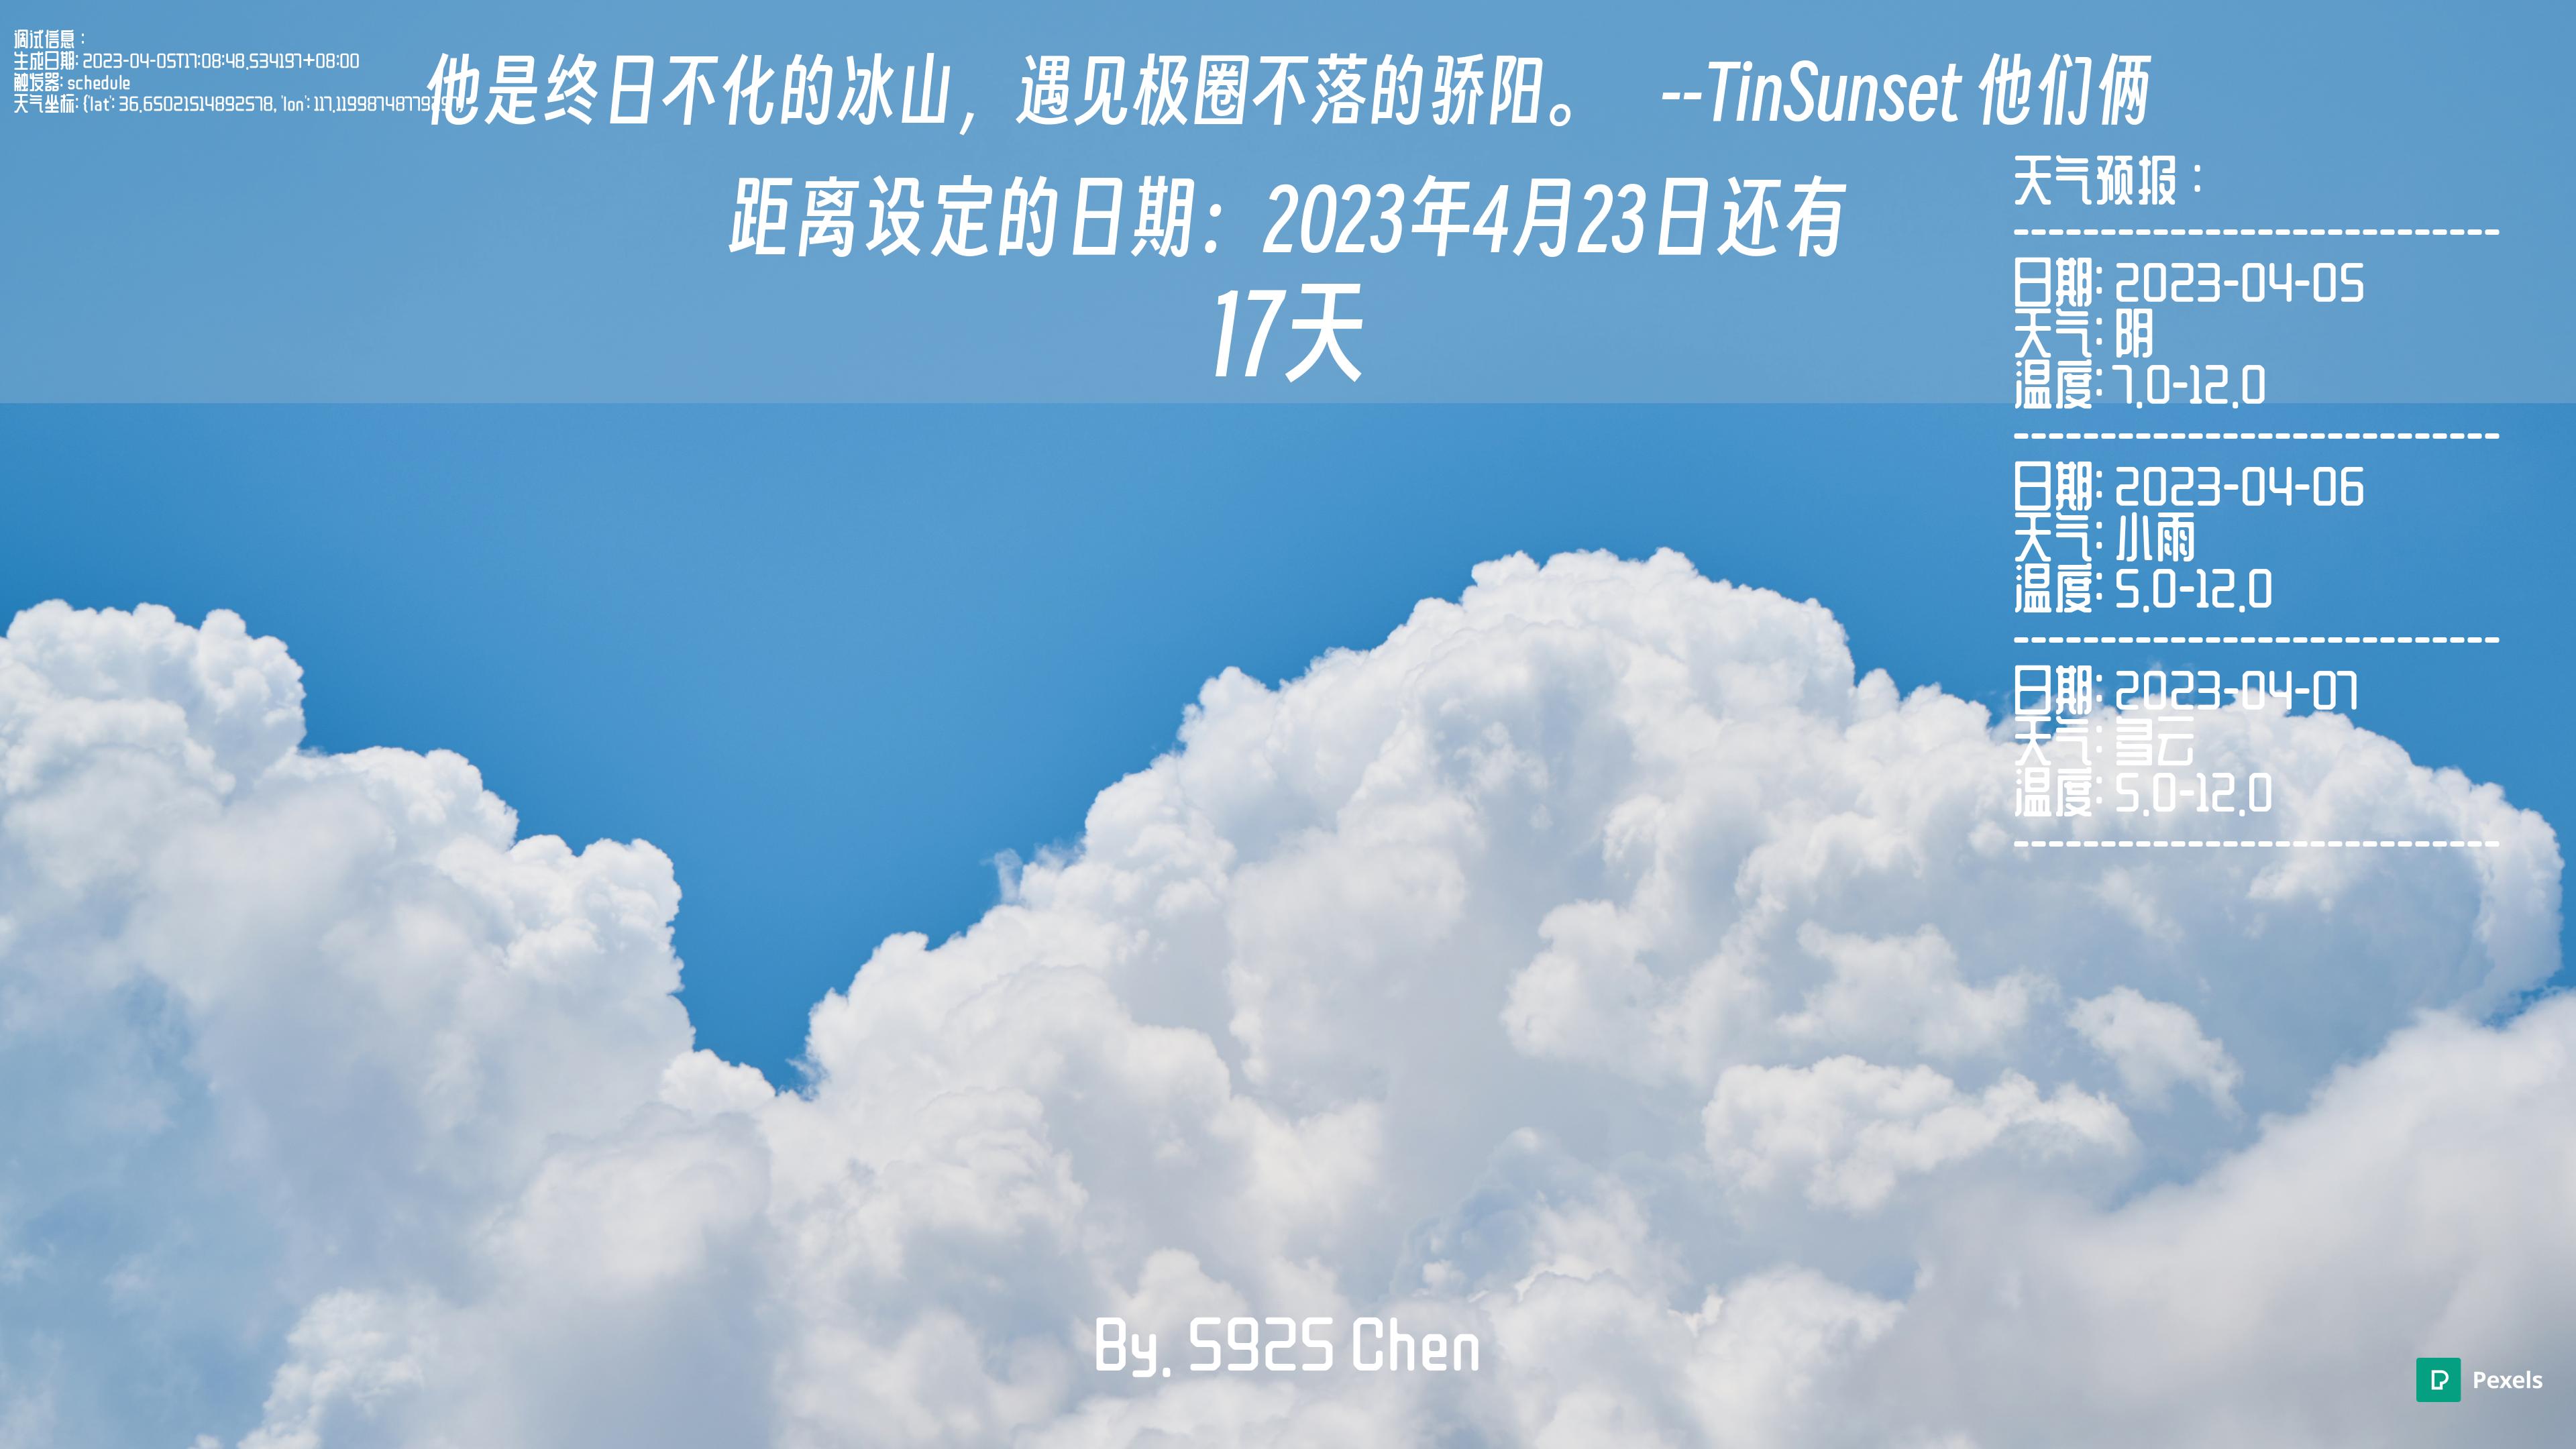 调试信息：
生成日期: 2023-04-05T17:08:48.534197+08:00
触发器: schedule
天气坐标: {'lat': 36.65021514892578, 'lon': 117.11998748779297}
他是终日不化的冰山，遇见极圈不落的骄阳。 --TinSunset 他们俩
距离设定的日期：2023年4月23日还有
17天
天气预报：
----------------------------
日期: 2023-04-05
天气: 阴
温度: 7.0-12.0
----------------------------
日期: 2023-04-06
天气: 小雨
温度: 5.0-12.0
----------------------------
日期: 2023-04-07
天气: 多云
温度: 5.0-12.0
----------------------------
By. S92S Chen
Pexels